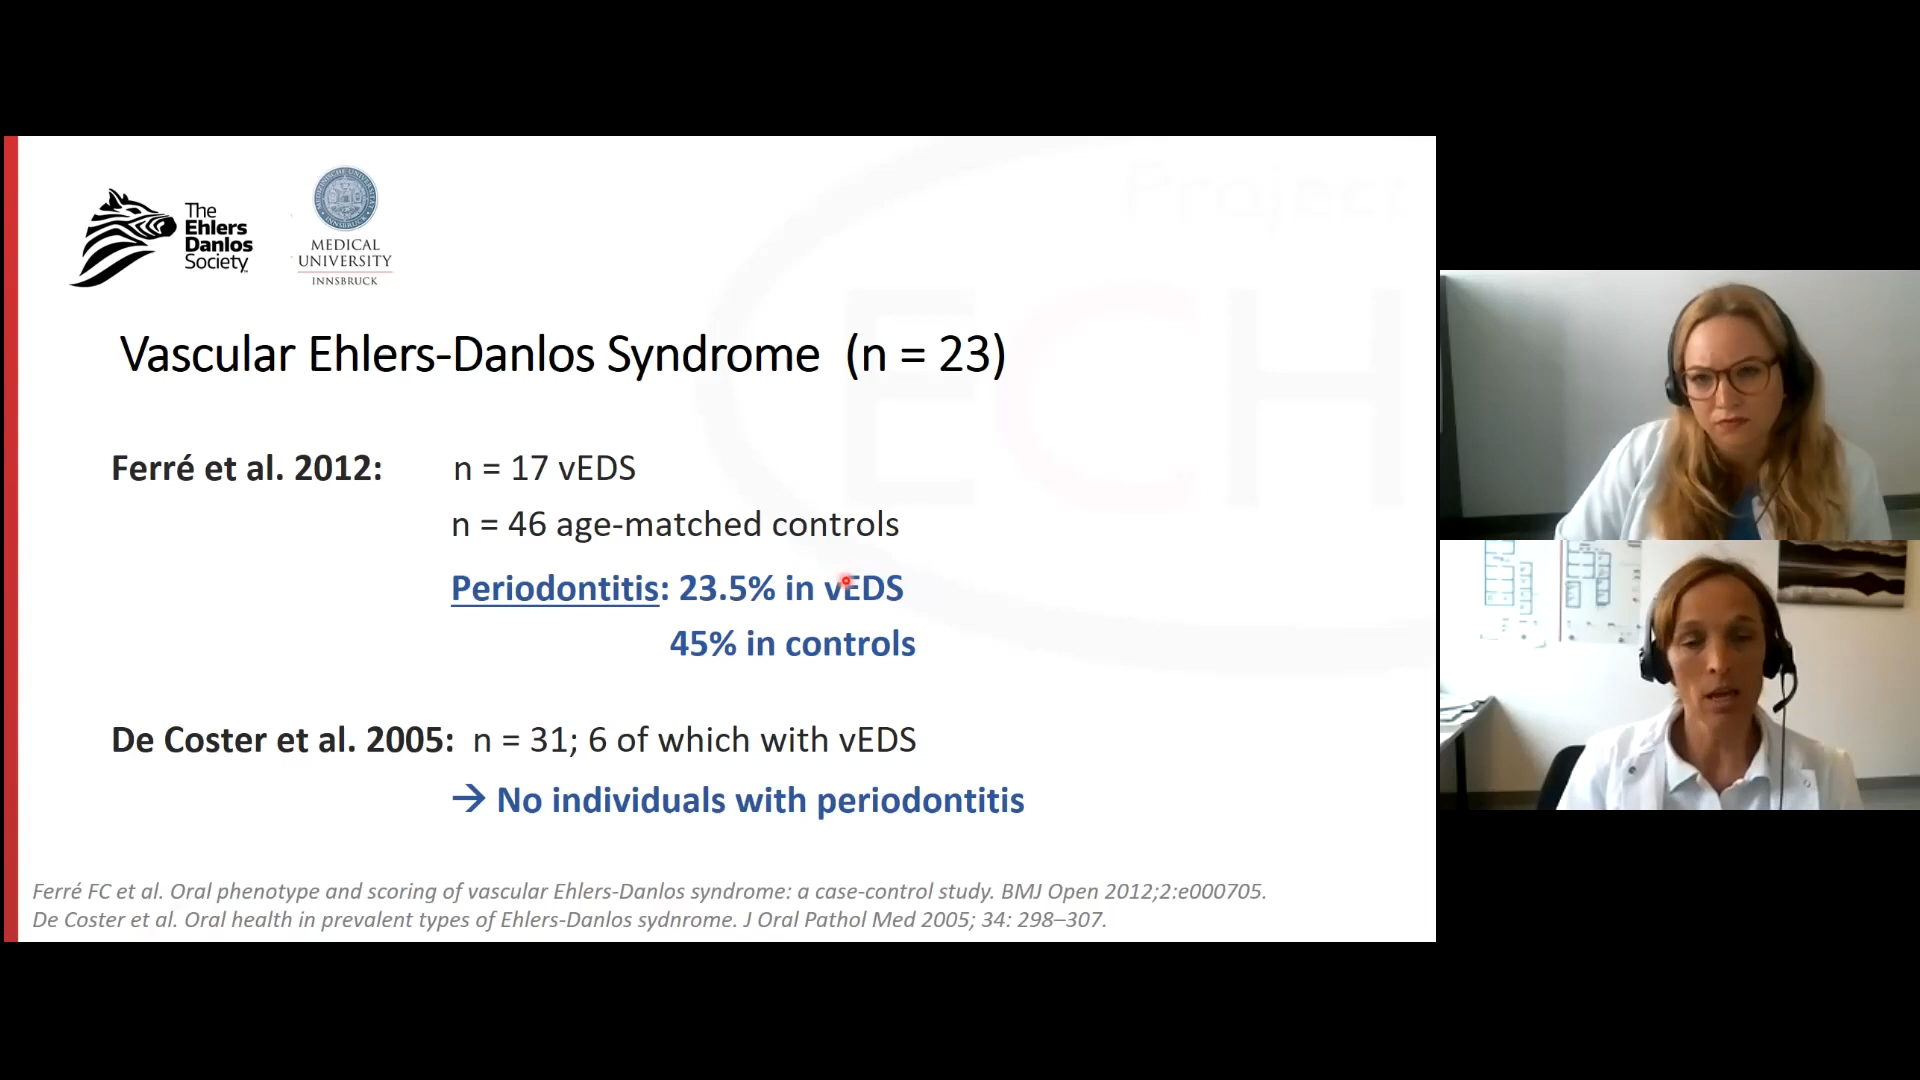 Project
ECH
The
Ehlers
Danlos
Society
MEDICAL
UNIVERSITY
INNSBRUCK
Vascular Ehlers-Danlos Syndrome (n = 23)
Ferré et al. 2012: n = 17 vEDS
n = 46 age-matched controls
Periodontitis: 23.5% in vEDS
45% in controls
De Coster et al. 2005: n = 31; 6 of which with vEDS
→ No individuals with periodontitis
Ferré FC et al. Oral phenotype and scoring of vascular Ehlers-Danlos syndrome: a case-control study. BMJ Open 2012;2:e000705.
De Coster et al. Oral health in prevalent types of Ehlers-Danlos sydnrome. J Oral Pathol Med 2005; 34: 298–307.